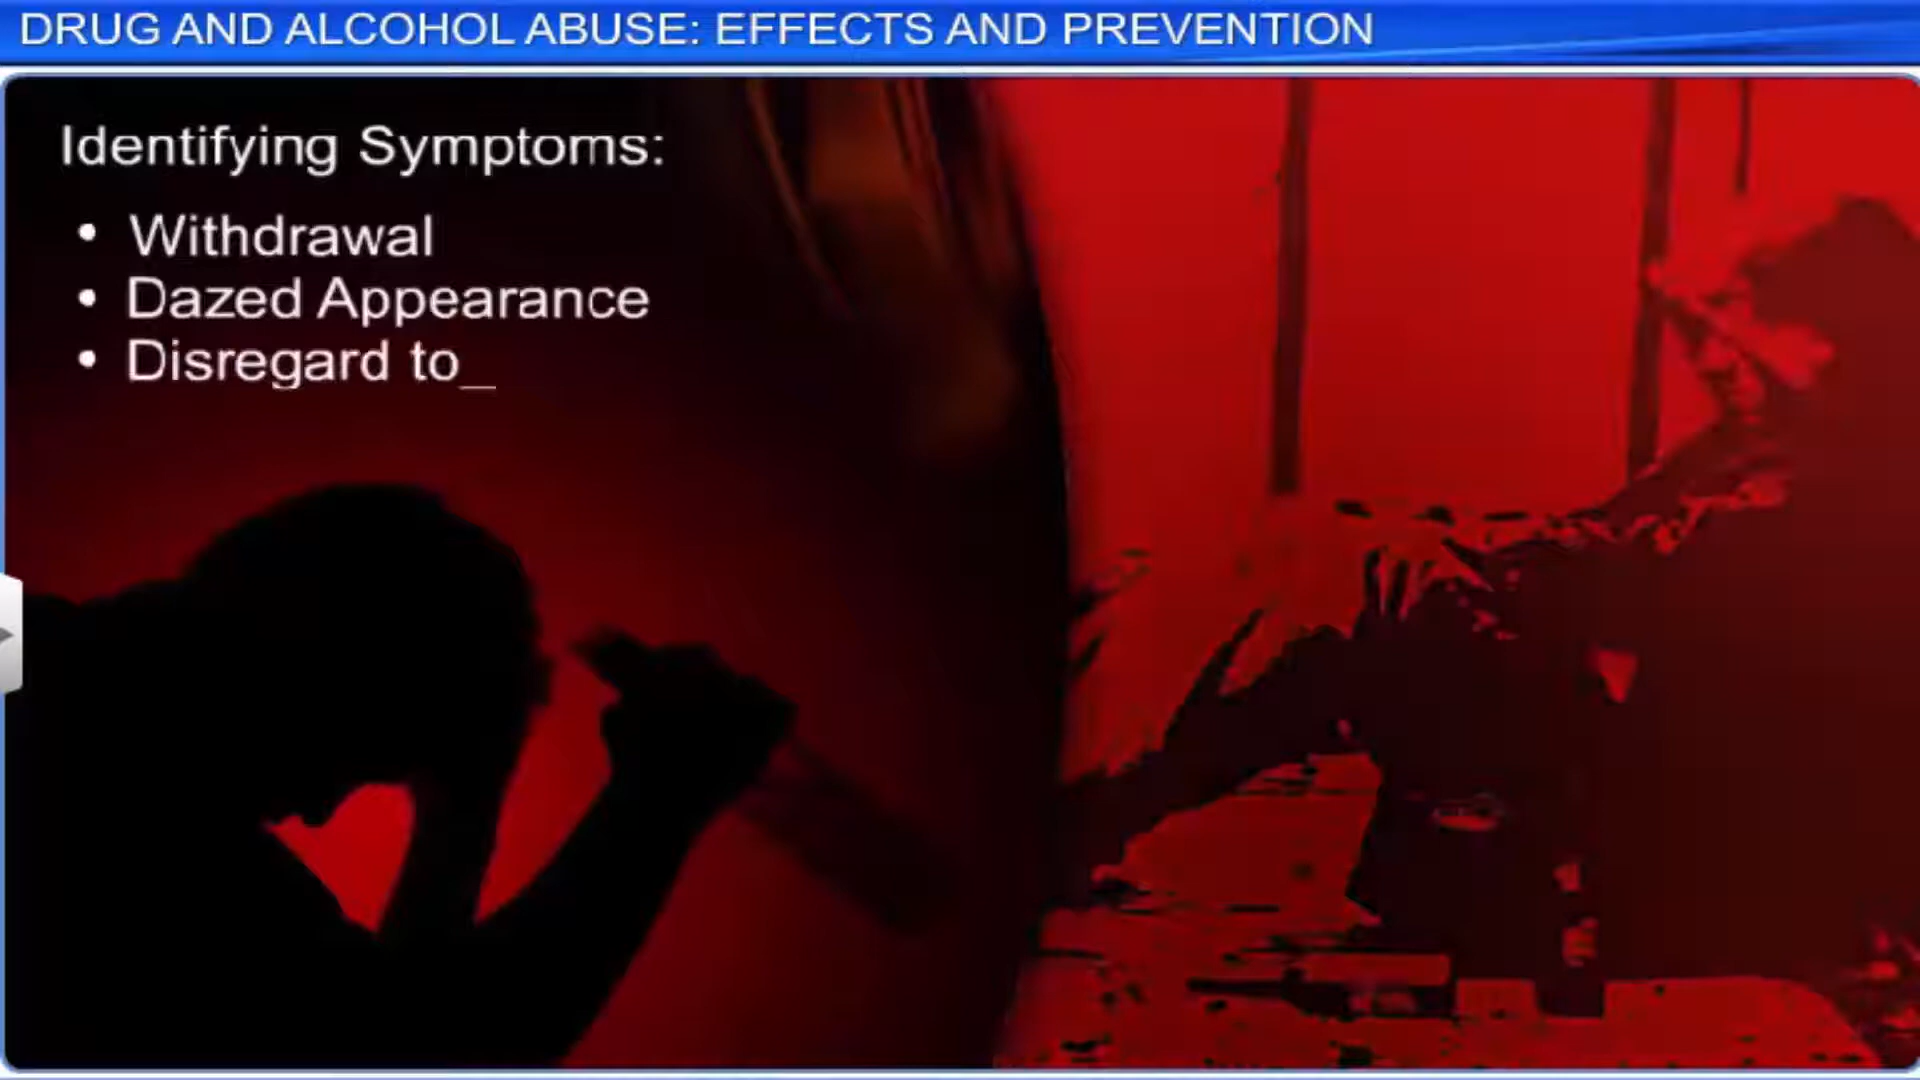 DRUG AND ALCOHOL ABUSE: EFFECTS AND PREVENTION
Identifying Symptoms:
• Withdrawal
• Dazed Appearance
• Disregard to_